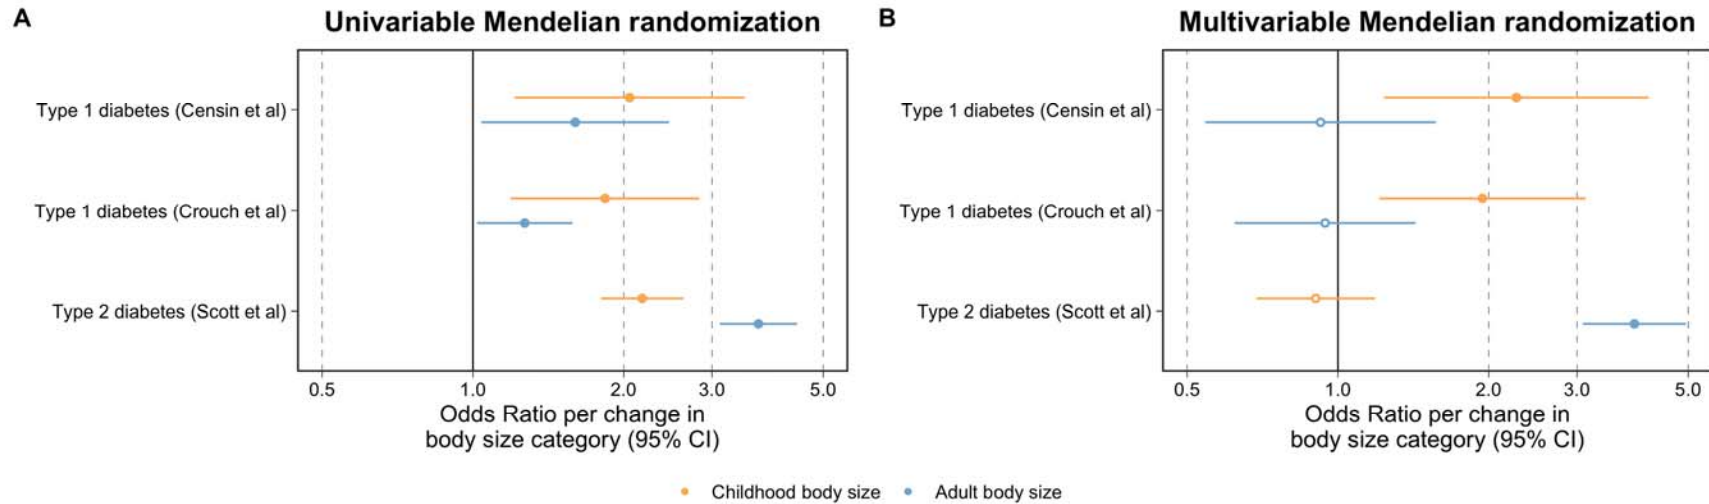 A
Univariable Mendelian randomization
Type 1 diabetes (Censin et al)
Type 1 diabetes (Crouch et al)
Type 2 diabetes (Scott et al)
0.5 1.0 2.0 3.0 5.0
Odds Ratio per change in
body size category (95% CI)
B
Multivariable Mendelian randomization
Type 1 diabetes (Censin et al)
Type 1 diabetes (Crouch et al)
Type 2 diabetes (Scott et al)
0.5 1.0 2.0 3.0 5.0
Odds Ratio per change in
body size category (95% CI)
Childhood body size Adult body size